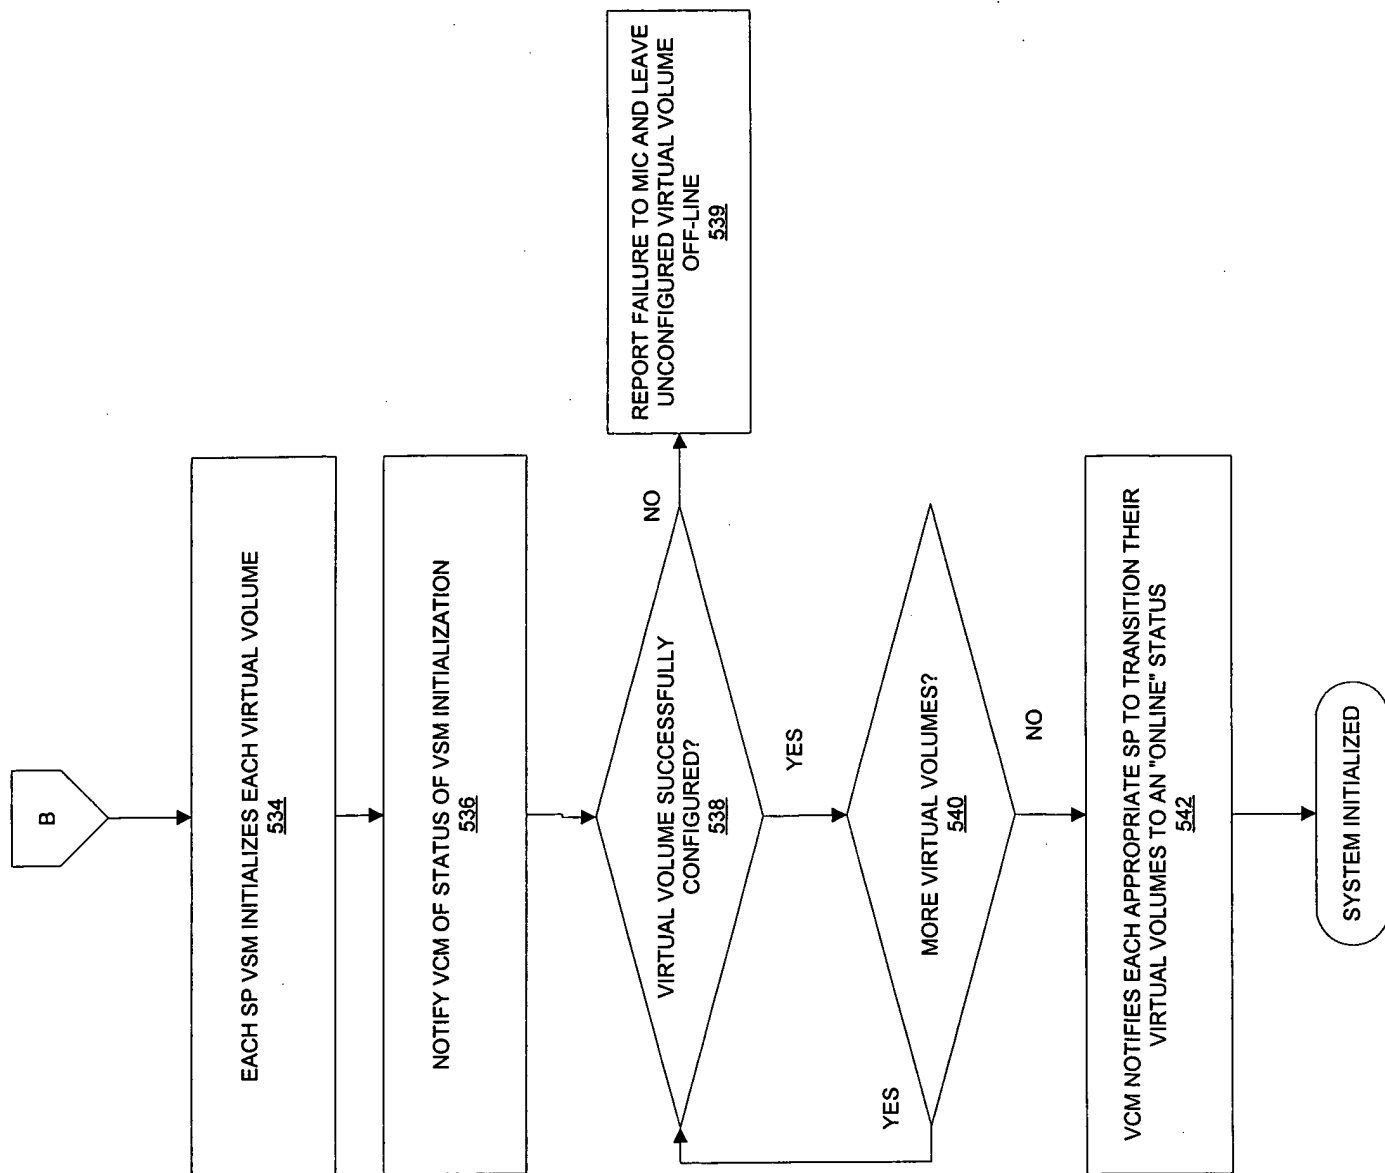 B
EACH SP VSM INITIALIZES EACH VIRTUAL VOLUME
534
NOTIFY VCM OF STATUS OF VSM INITIALIZATION
536
VIRTUAL VOLUME SUCCESSFULLY
CONFIGURED?
538
NO
REPORT FAILURE TO MIC AND LEAVE
UNCONFIGURED VIRTUAL VOLUME
OFF-LINE
539
YES
MORE VIRTUAL VOLUMES?
540
YES
NO
VCM NOTIFIES EACH APPROPRIATE SP TO TRANSITION THEIR
VIRTUAL VOLUMES TO AN "ONLINE" STATUS
542
SYSTEM INITIALIZED